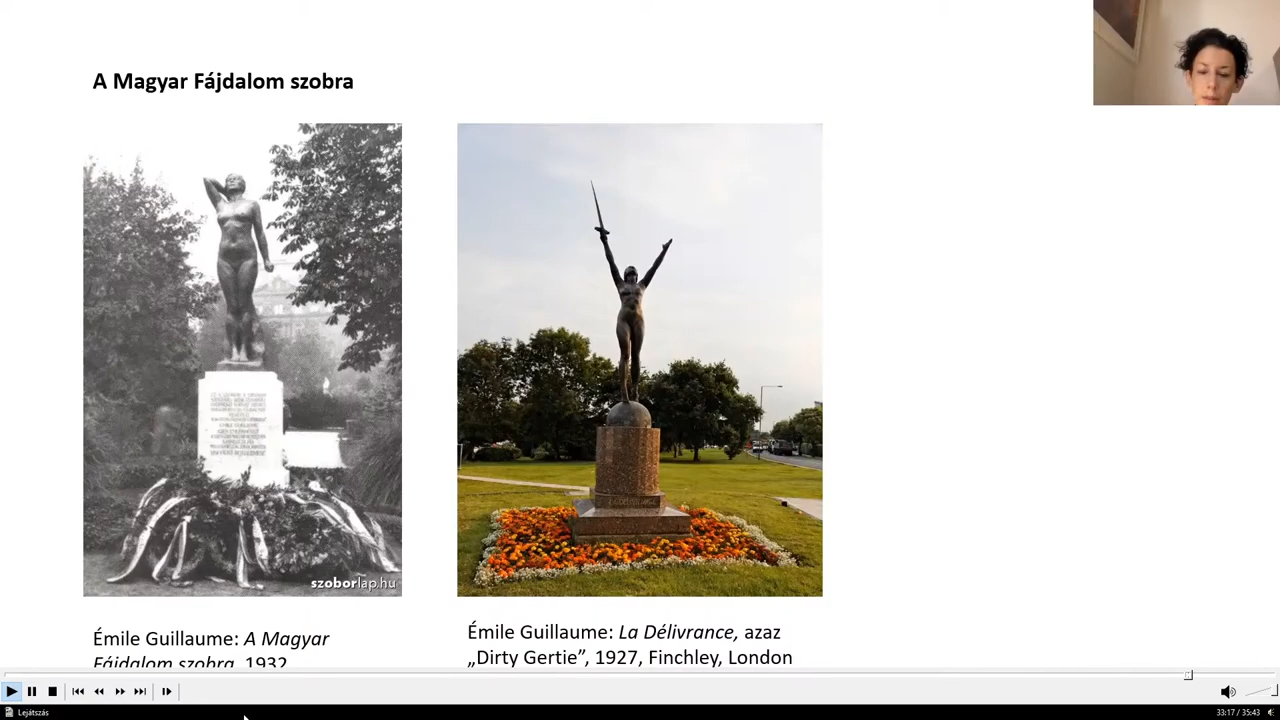 A Magyar Fájdalom szobra
szoborlap.hu
Émile Guillaume: A Magyar
Fájdalom szobra, 1932
Émile Guillaume: La Délivrance, azaz
„Dirty Gertie”, 1927, Finchley, London
Lejátszás
33:17 / 35:43